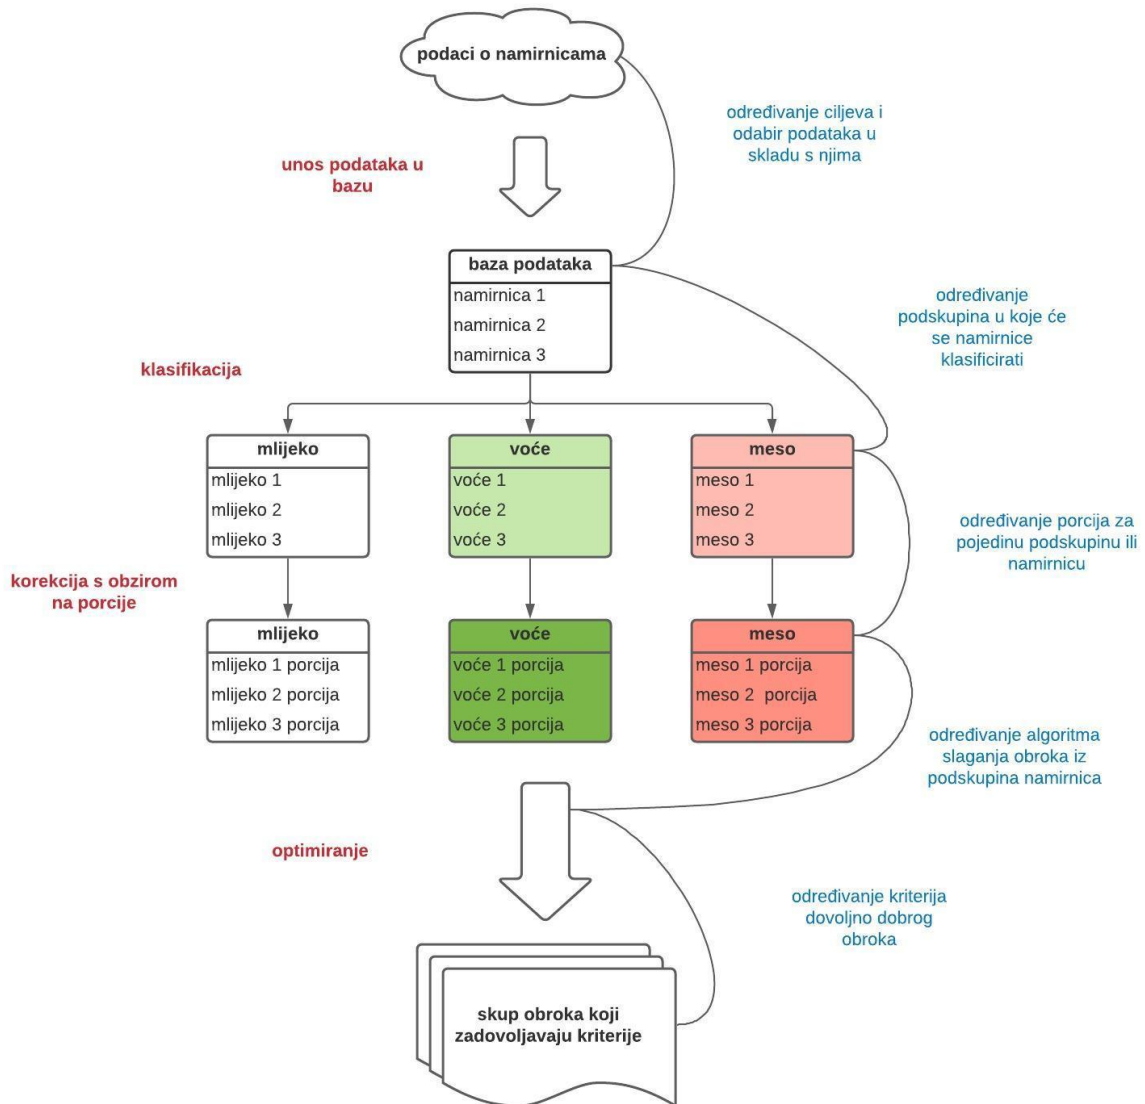 podaci o namirnicama
određivanje ciljeva i
odabir podataka u
skladu s njima
unos podataka u
bazu
baza podataka
namirnica 1
namirnica 2
namirnica 3
određivanje
podskupina u koje će
se namirnice
klasificirati
klasifikacija
mlijeko
mlijeko 1
mlijeko 2
mlijeko 3
voće
voće 1
voće 2
voće 3
meso
meso 1
meso 2
meso 3
određivanje porcija za
pojedinu podskupinu ili
namirnicu
korekcija s obzirom
na porcije
mlijeko
mlijeko 1 porcija
mlijeko 2 porcija
mlijeko 3 porcija
voće
voće 1 porcija
voće 2 porcija
voće 3 porcija
meso
meso 1 porcija
meso 2  porcija
meso 3 porcija
određivanje algoritma
slaganja obroka iz
podskupina namirnica
optimiranje
određivanje kriterija
dovoljno dobrog
obroka
skup obroka koji
zadovoljavaju kriterije